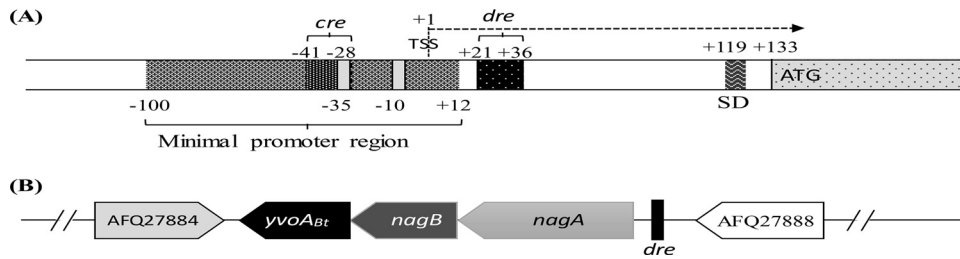 (A)
cre +1 dre
-41 -28 TSS +21 +36 +119 +133
ATG
-100 -35 -10 +12 SD
Minimal promoter region
(B)
AFQ27884 yvoABt nagB nagA AFQ27888
dre